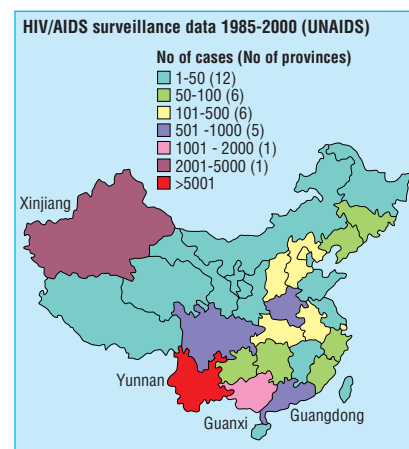 HIV/AIDS surveillance data 1985-2000 (UNAIDS)
No of cases (No of provinces)
1-50 (12)
50-100 (6)
101-500 (6)
501 -1000 (5)
1001 - 2000 (1)
2001-5000 (1)
>5001
Xinjiang
Yunnan
Guanxi
Guangdong